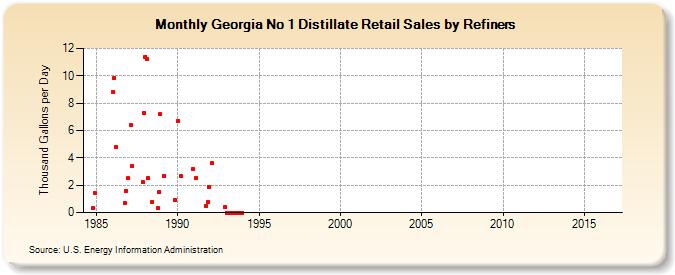 Monthly Georgia No 1 Distillate Retail Sales by Refiners
Thousand Gallons per Day
12
10
8
6
4
2
0
1985 1990 1995 2000 2005 2010 2015
Source: U.S. Energy Information Administration